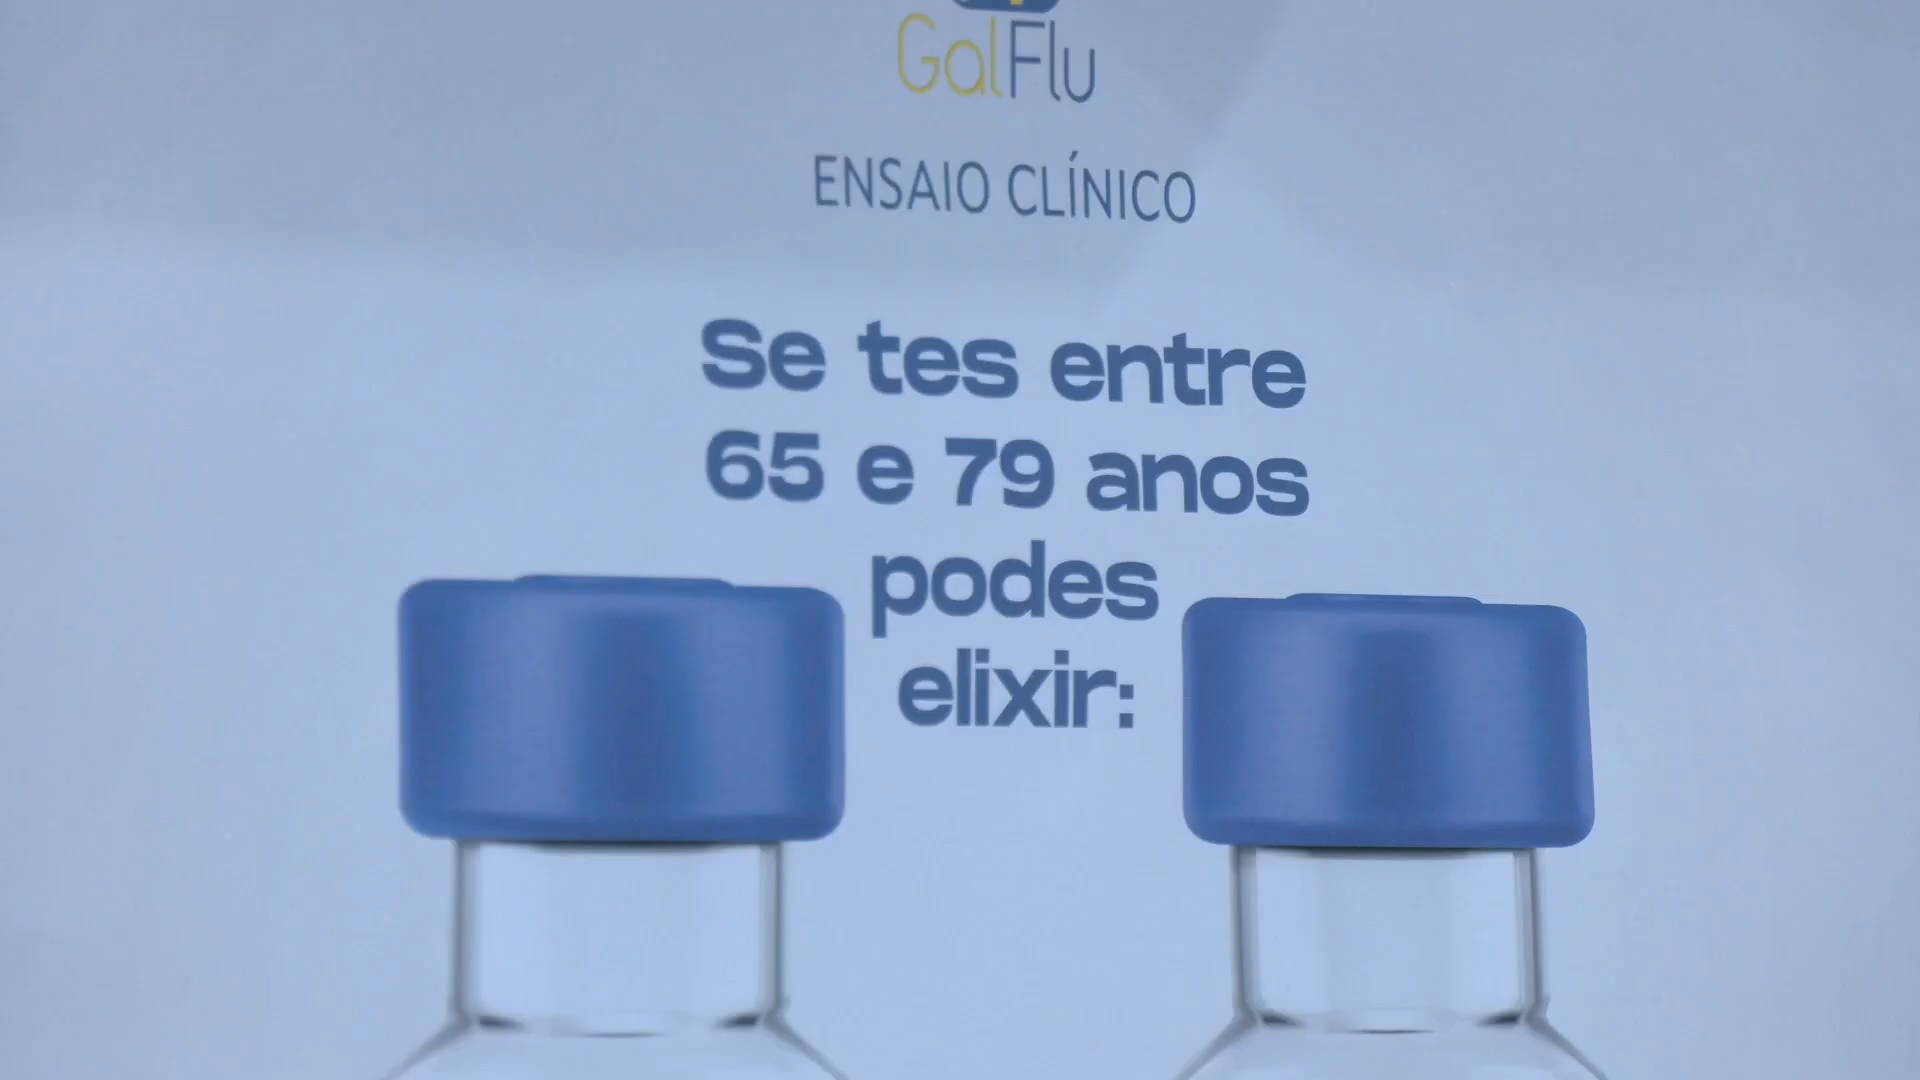 GalFlu
ENSAIO CLÍNICO
Se tes entre
65 e 79 anos
podes
elixir: